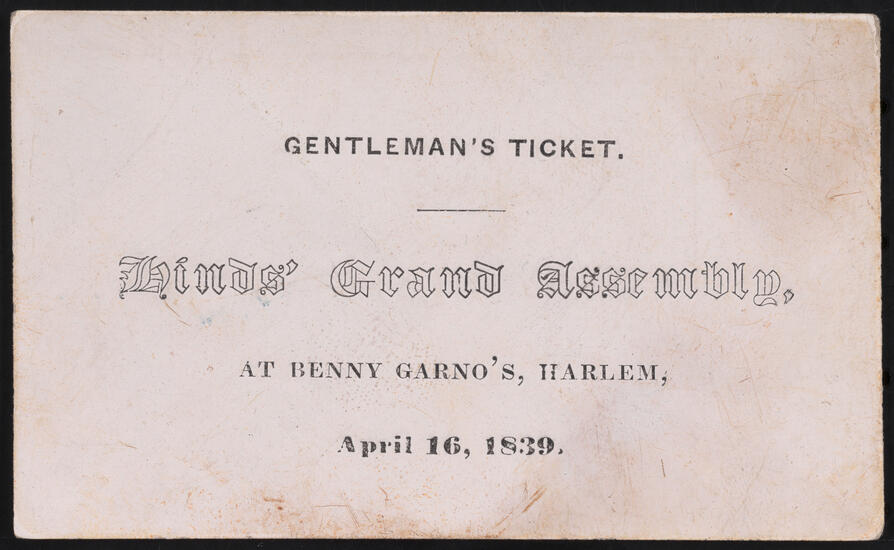 GENTLEMAN'S TICKET.
Hinds' Grand Assembly,
AT BENNY GARNO'S, HARLEM,
April 16, 1839.